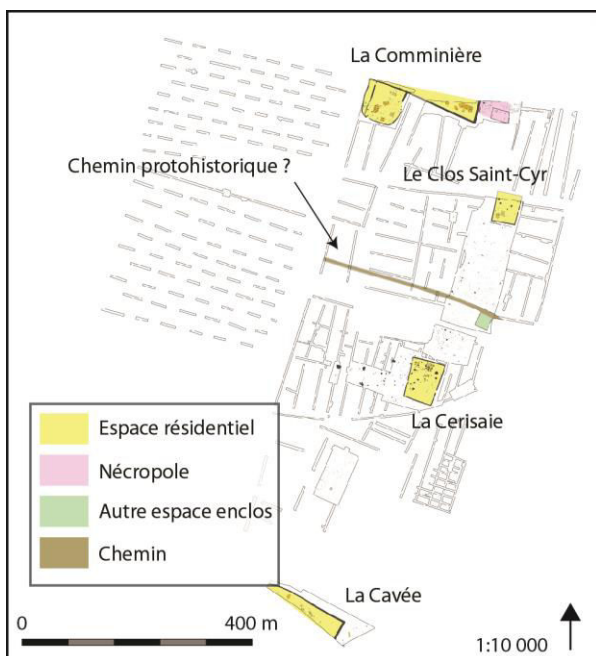 La Comminière
Chemin protohistorique ?
Le Clos Saint-Cyr
La Cerisaie
Espace résidentiel
Nécropole
Autre espace enclos
Chemin
La Cavée
0 400 m
1:10 000